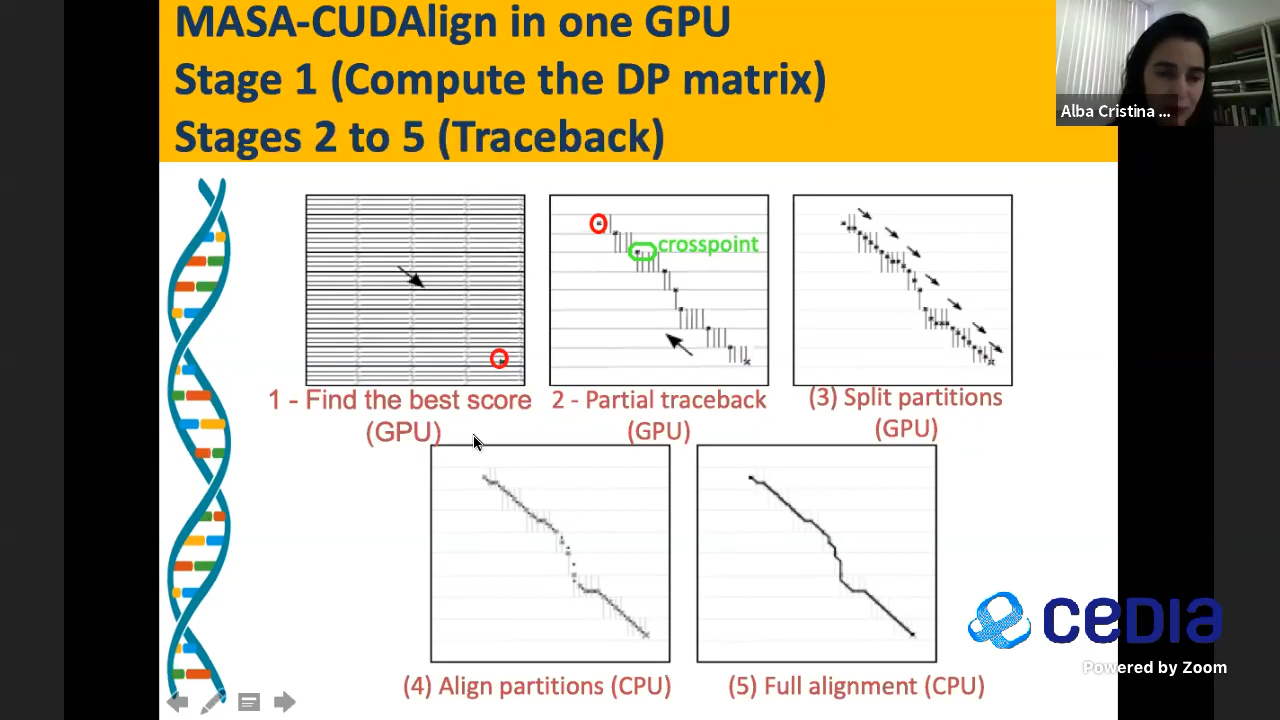 MASA-CUDAlign in one GPU
Stage 1 (Compute the DP matrix)
Stages 2 to 5 (Traceback)
Alba Cristina ...
crosspoint
1 - Find the best score
(GPU)
2 - Partial traceback
(GPU)
(3) Split partitions
(GPU)
(4) Align partitions (CPU)
(5) Full alignment (CPU)
CEDIA
Powered by Zoom